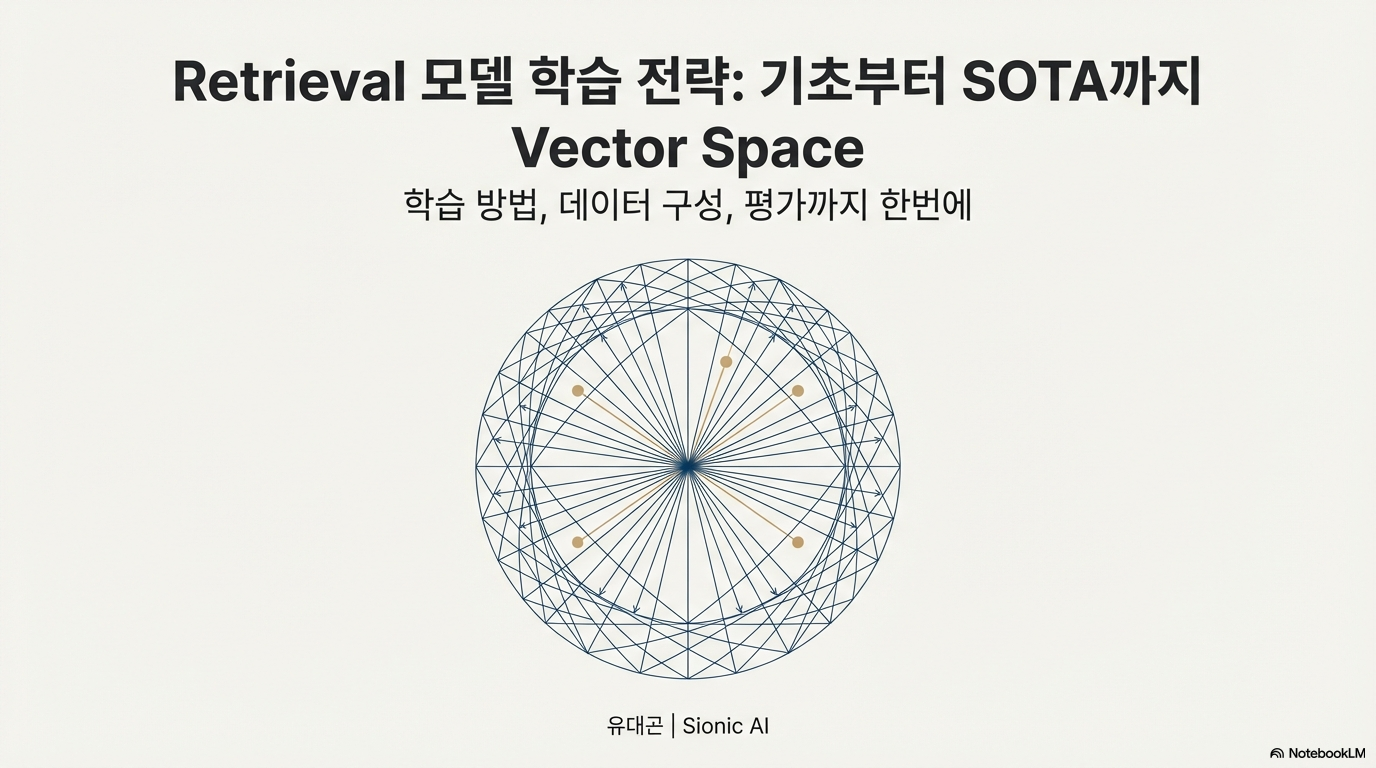 Retrieval 모델 학습 전략: 기초부터 SOTA까지
Vector Space
학습 방법, 데이터 구성, 평가까지 한번에
유대곤 | Sionic AI
NotebookLM